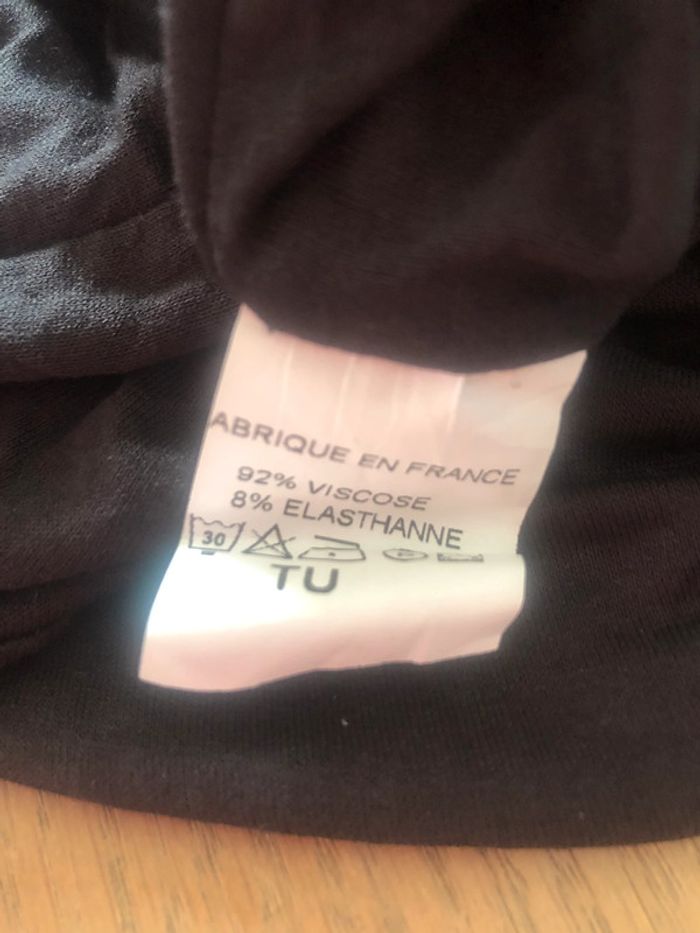 ABRIQUE EN FRANCE
92% VISCOSE
8% ELASTHANNE
30
TU